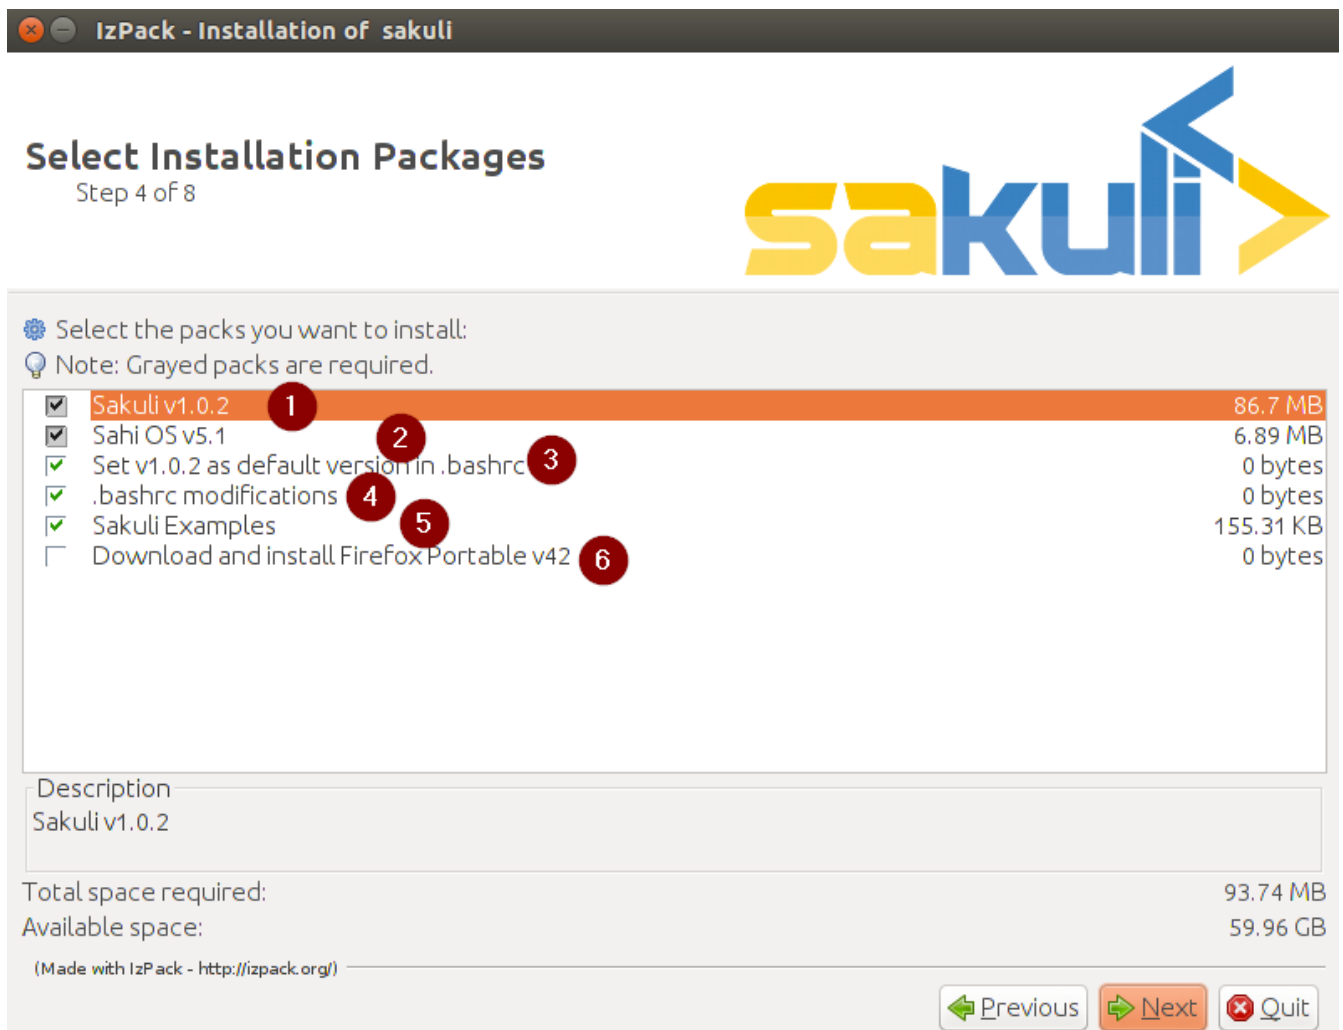 IzPack - Installation of  sakuli
Select Installation Packages
Step 4 of 8
sakuli
Select the packs you want to install:
Note: Grayed packs are required.
Sakuli v1.0.2 1 86.7 MB
Sahi OS v5.1 2 6.89 MB
Set v1.0.2 as default version in .bashrc 3 0 bytes
.bashrc modifications 4 0 bytes
Sakuli Examples 5 155.31 KB
Download and install Firefox Portable v42 6 0 bytes
Description
Sakuli v1.0.2
Total space required: 93.74 MB
Available space: 59.96 GB
(Made with IzPack - http://izpack.org/)
Previous Next Quit